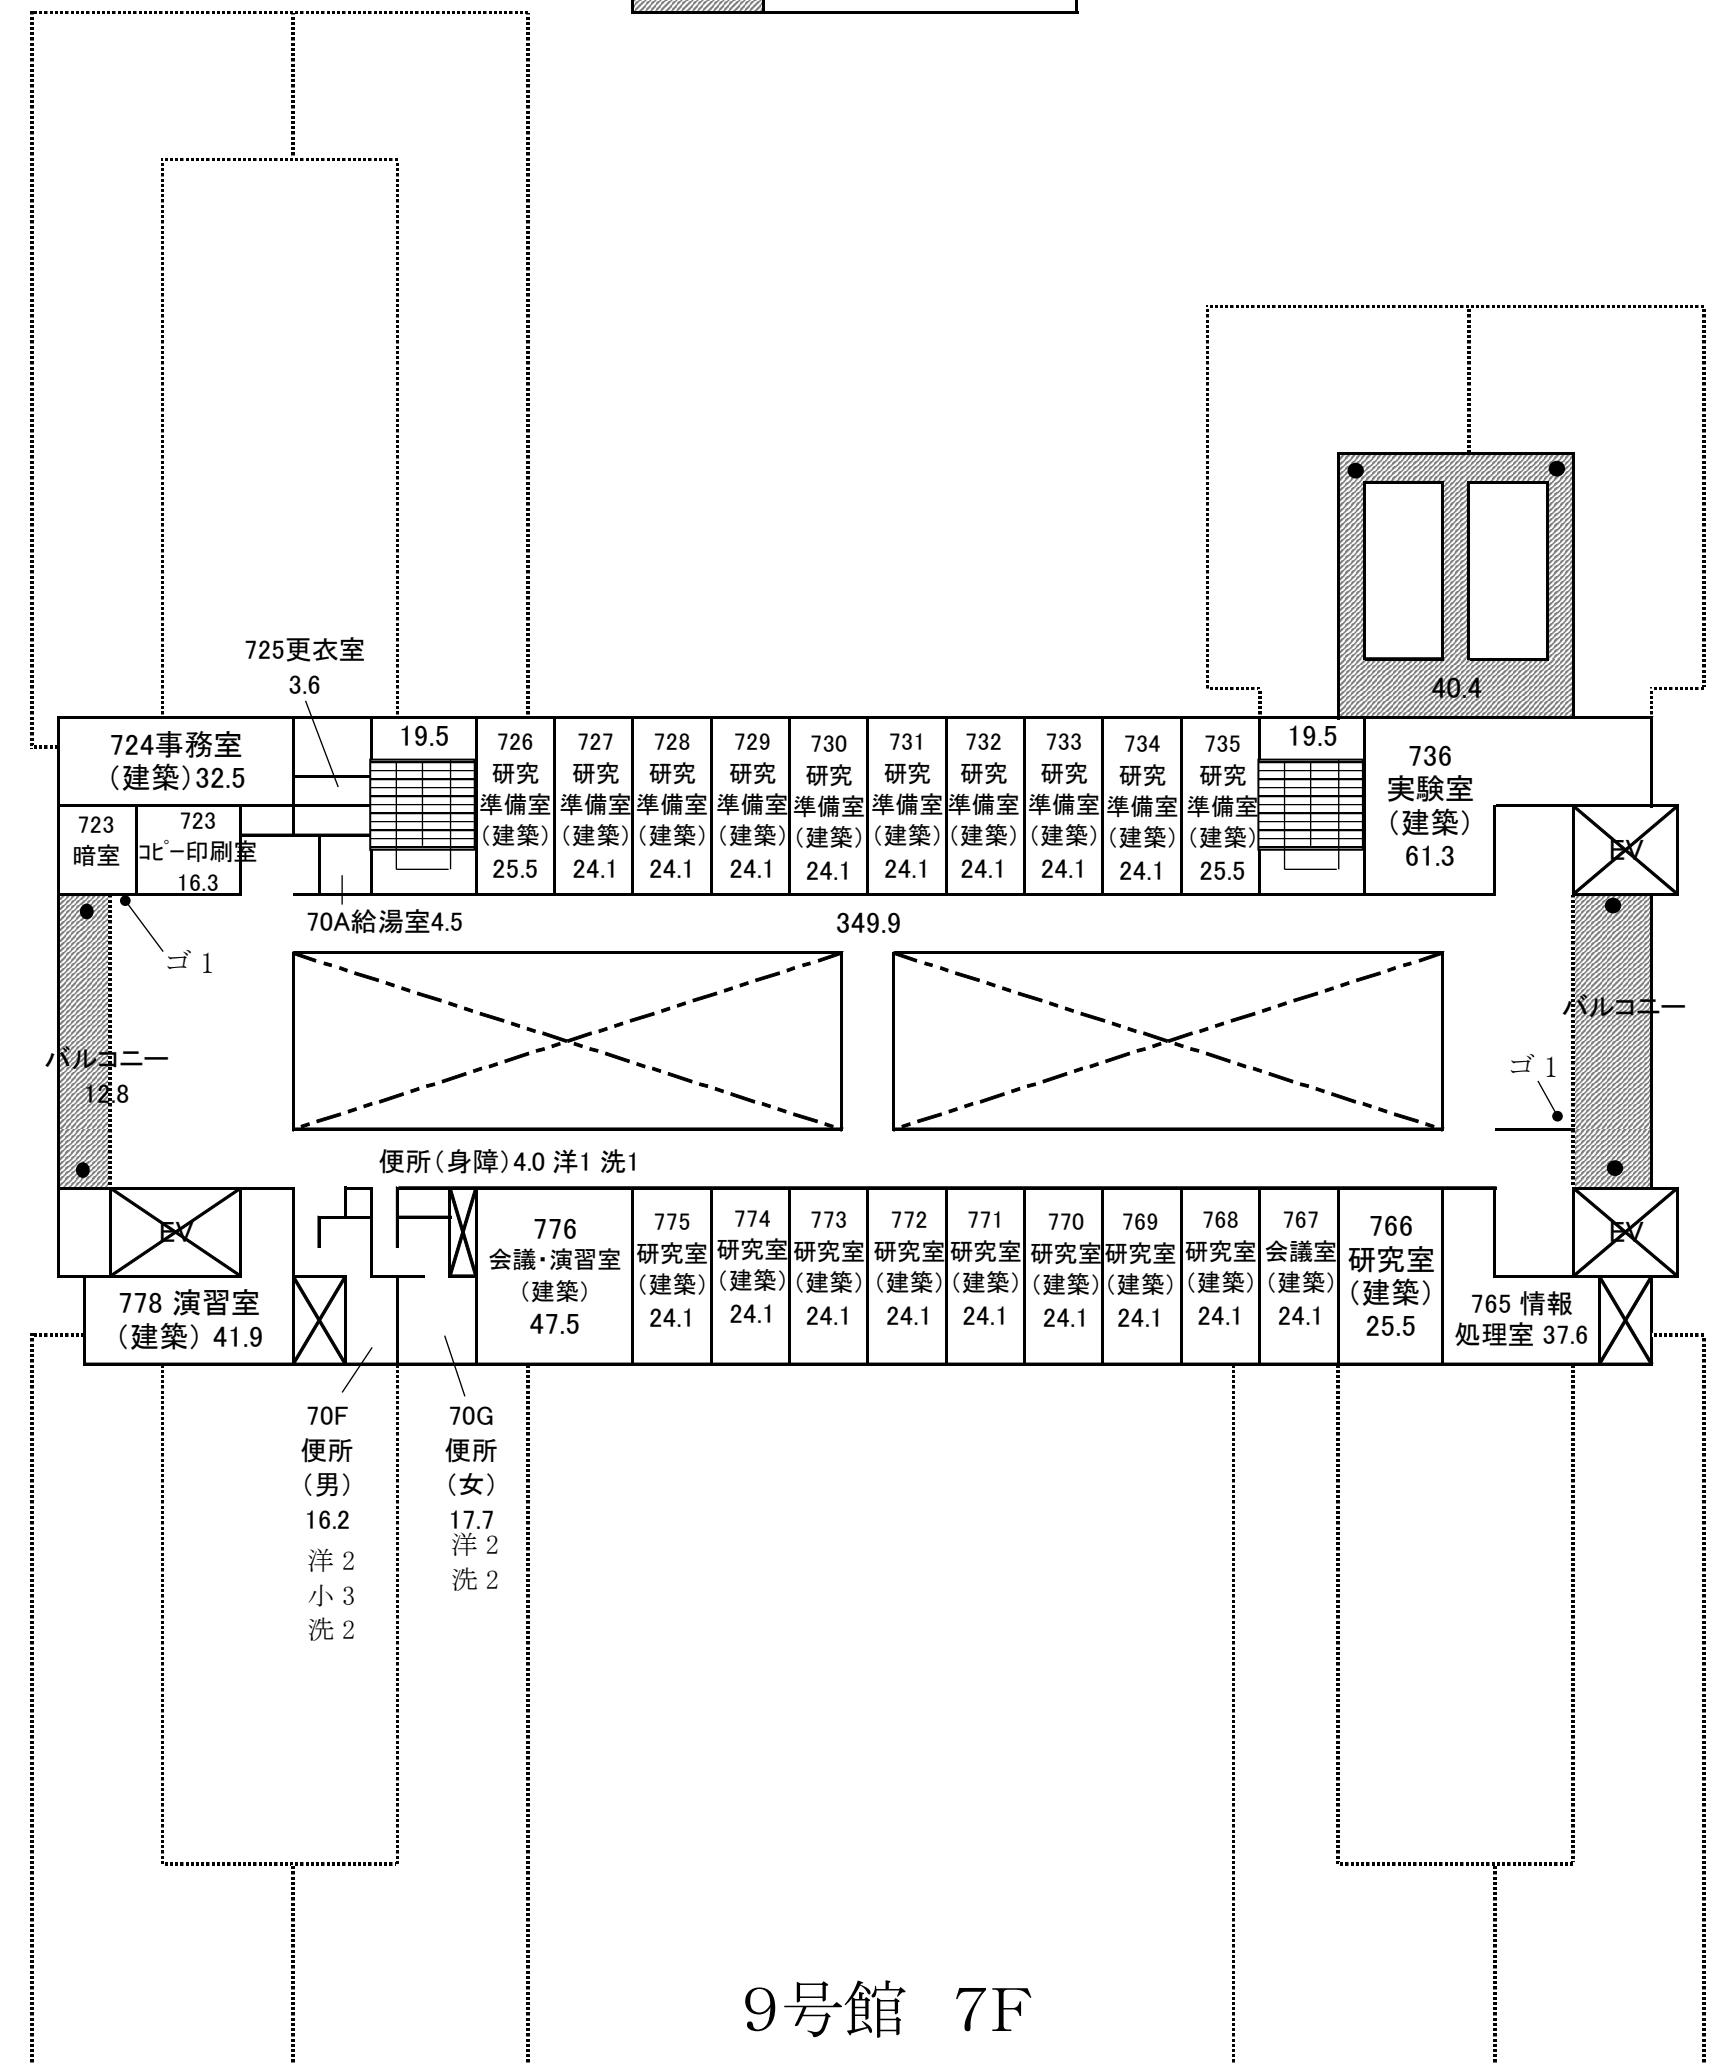 725更衣室
3.6
40.4
724事務室
（建築）32.5
723
暗室
723
コピー印刷室
16.3
19.5
726
研究
準備室
（建築）
25.5
727
研究
準備室
（建築）
24.1
728
研究
準備室
（建築）
24.1
729
研究
準備室
（建築）
24.1
730
研究
準備室
（建築）
24.1
731
研究
準備室
（建築）
24.1
732
研究
準備室
（建築）
24.1
733
研究
準備室
（建築）
24.1
734
研究
準備室
（建築）
24.1
735
研究
準備室
（建築）
25.5
19.5
736
実験室
（建築）
61.3
EV
70A給湯室4.5
349.9
ゴ 1
バルコニー
バルコニー
12.8
ゴ 1
便所（身障）4.0 洋1 洗1
EV
778 演習室
（建築） 41.9
776
会議・演習室
（建築）
47.5
775
研究室
（建築）
24.1
774
研究室
（建築）
24.1
773
研究室
（建築）
24.1
772
研究室
（建築）
24.1
771
研究室
（建築）
24.1
770
研究室
（建築）
24.1
769
研究室
（建築）
24.1
768
研究室
（建築）
24.1
767
会議室
（建築）
24.1
766
研究室
（建築）
25.5
EV
765 情報
処理室 37.6
70F
便所
（男）
16.2
洋 2
小 3
洗 2
70G
便所
（女）
17.7
洋 2
洗 2
9号館　7F